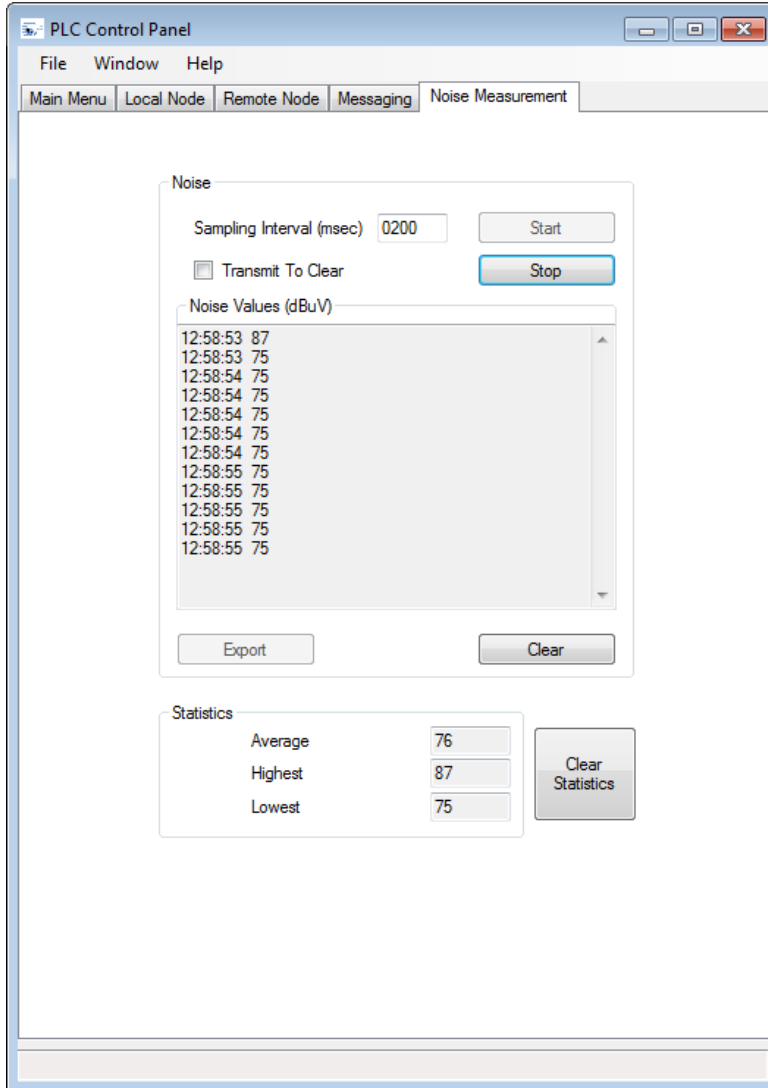 PLC Control Panel
File Window Help
Main Menu Local Node Remote Node Messaging Noise Measurement
Noise
Sampling Interval (msec) 0200 Start
Transmit To Clear Stop
Noise Values (dBuV)
12:58:53 87
12:58:53 75
12:58:54 75
12:58:54 75
12:58:54 75
12:58:54 75
12:58:54 75
12:58:55 75
12:58:55 75
12:58:55 75
12:58:55 75
12:58:55 75
Export Clear
Statistics
Average 76
Highest 87
Lowest 75
Clear
Statistics